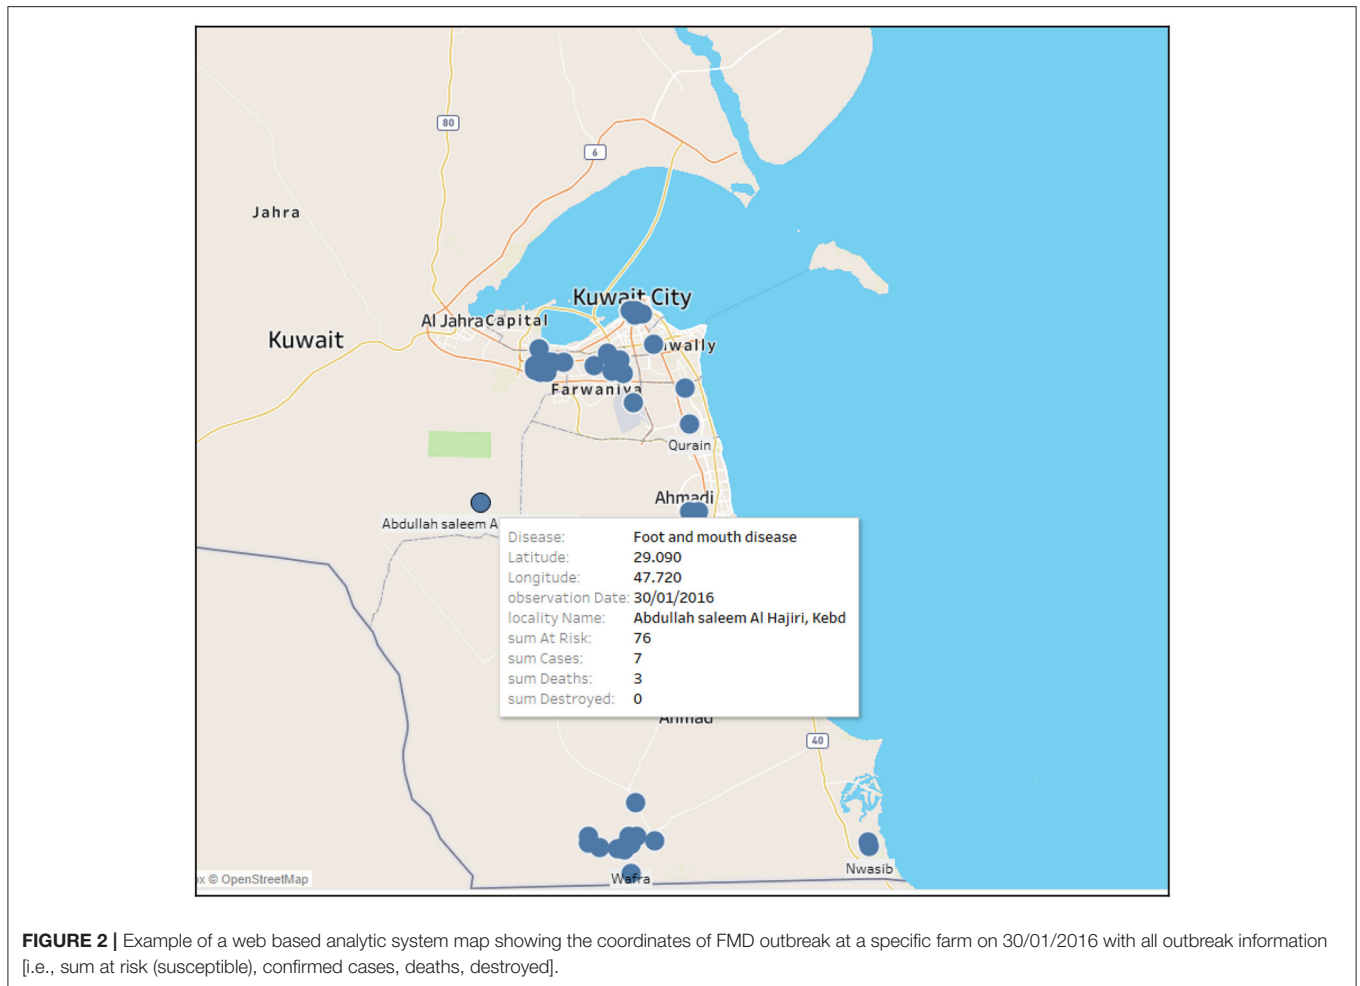 80
6
Jahra
Kuwait City
Al Jahra Capital
Kuwait
wally
Farwaniya
Qurain
Ahmadi
Abdullah saleem A
Disease: Foot and mouth disease
Latitude: 29.090
Longitude: 47.720
observation Date: 30/01/2016
locality Name: Abdullah saleem Al Hajiri, Kebd
sum At Risk: 76
sum Cases: 7
sum Deaths: 3
sum Destroyed: 0
Ahmad
40
Nwasib
Wafra
x © OpenStreetMap
FIGURE 2 | Example of a web based analytic system map showing the coordinates of FMD outbreak at a specific farm on 30/01/2016 with all outbreak information
[i.e., sum at risk (susceptible), confirmed cases, deaths, destroyed].